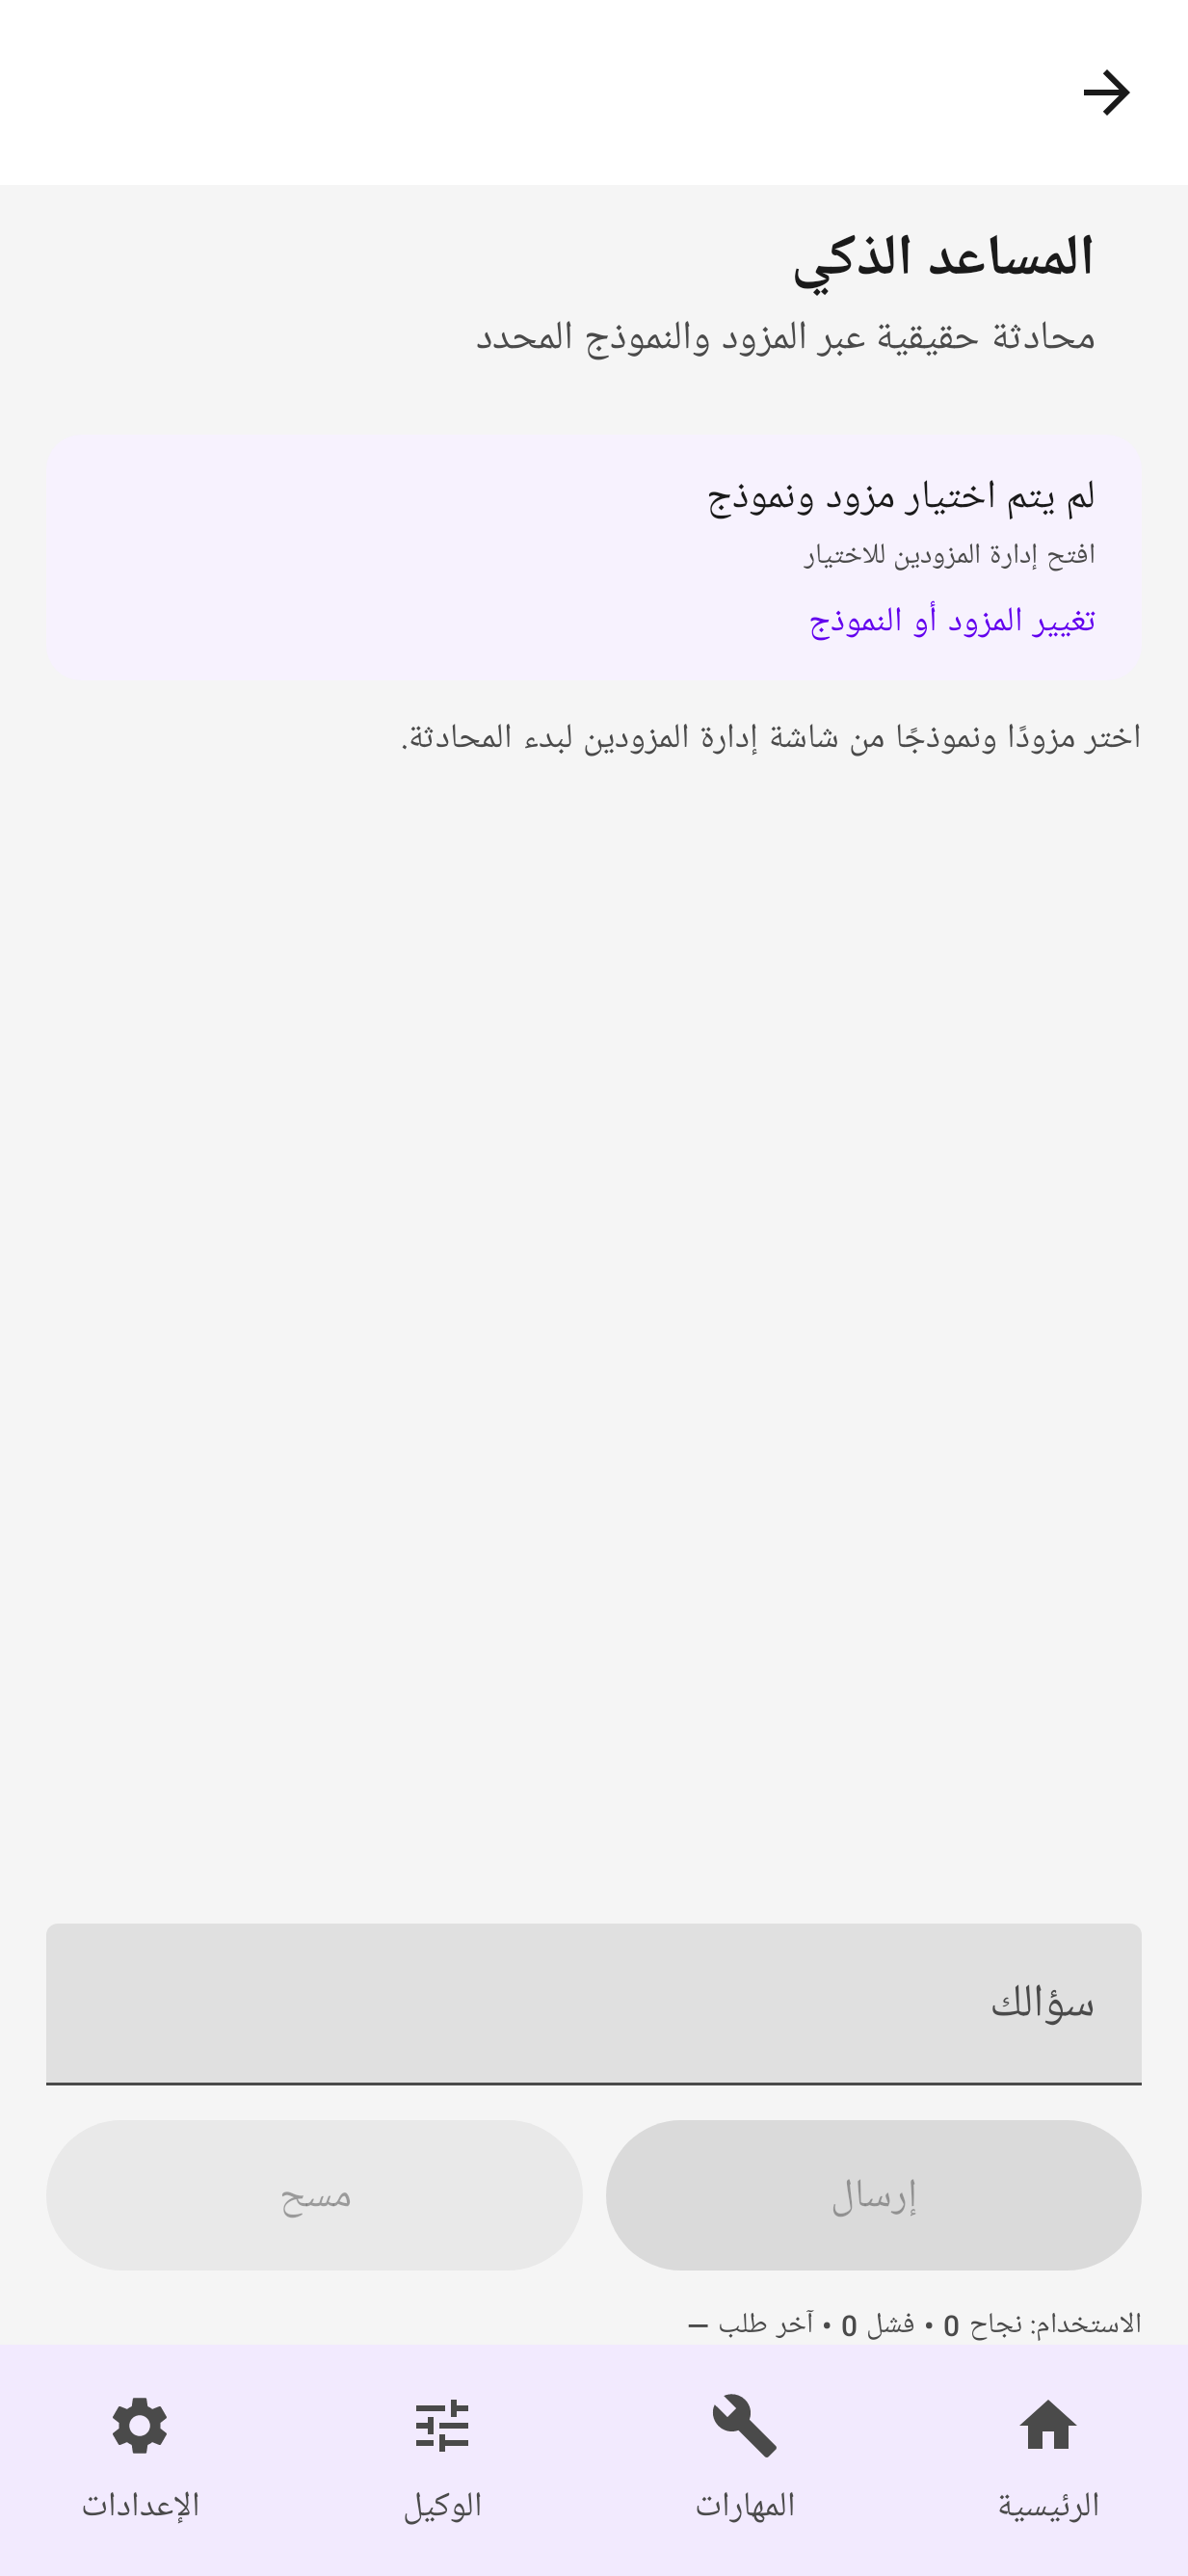 المساعد الذكي
محادثة حقيقية عبر المزود والنموذج المحدد
لم يتم اختيار مزود ونموذج
افتح إدارة المزودين للاختيار
تغيير المزود أو النموذج
اختر مزودًا ونموذجًا من شاشة إدارة المزودين لبدء المحادثة.
سؤالك
إرسال
مسح
الاستخدام: نجاح 0 • فشل 0 • آخر طلب —
الرئيسية
المهارات
الوكيل
الإعدادات